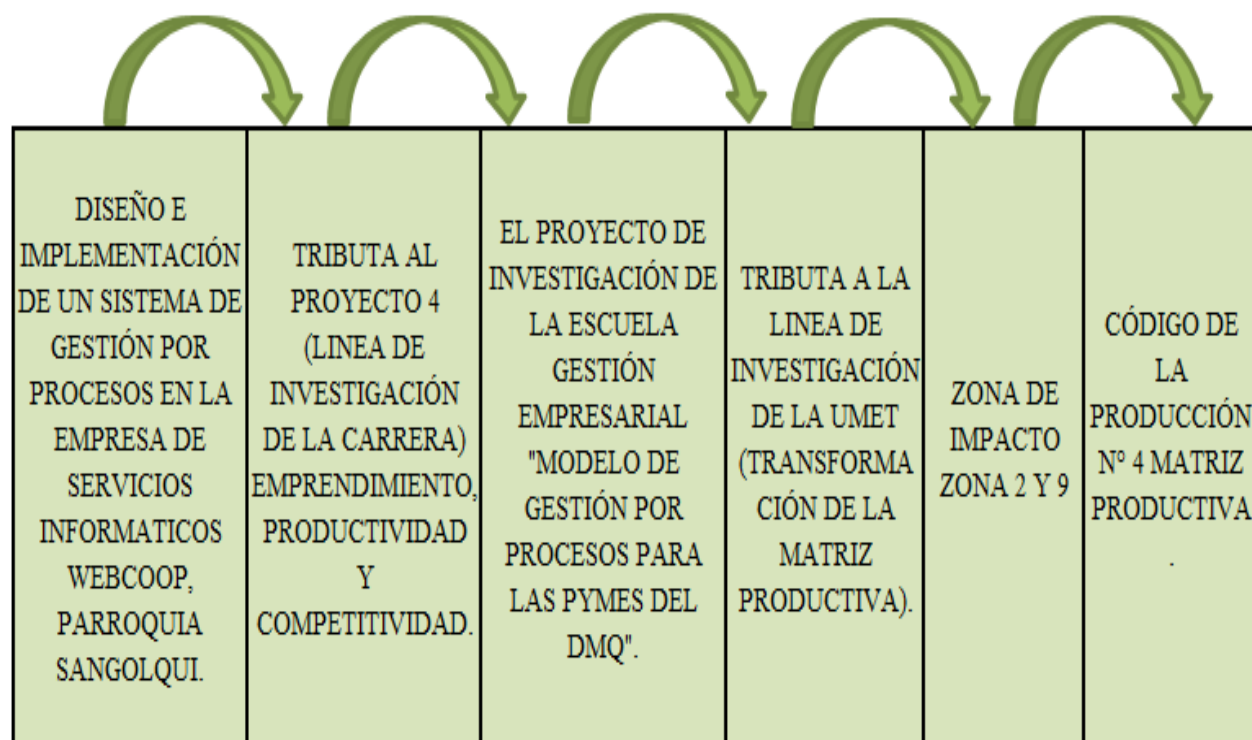 DISEÑO E
IMPLEMENTACIÓN
DE UN SISTEMA DE
GESTIÓN POR
PROCESOS EN LA
EMPRESA DE
SERVICIOS
INFORMATICOS
WEBCOOP,
PARROQUIA
SANGOLQUI.
TRIBUTA AL
PROYECTO 4
(LINEA DE
INVESTIGACIÓN
DE LA CARRERA)
EMPRENDIMIENTO,
PRODUCTIVIDAD
Y
COMPETITIVIDAD.
EL PROYECTO DE
INVESTIGACIÓN DE
LA ESCUELA
GESTIÓN
EMPRESARIAL
"MODELO DE
GESTIÓN POR
PROCESOS PARA
LAS PYMES DEL
DMQ".
TRIBUTA A LA
LINEA DE
INVESTIGACIÓN
DE LA UMET
(TRANSFORMA
CIÓN DE LA
MATRIZ
PRODUCTIVA).
ZONA DE
IMPACTO
ZONA 2 Y 9
CÓDIGO DE
LA
PRODUCCIÓN
Nº 4 MATRIZ
PRODUCTIVA
.